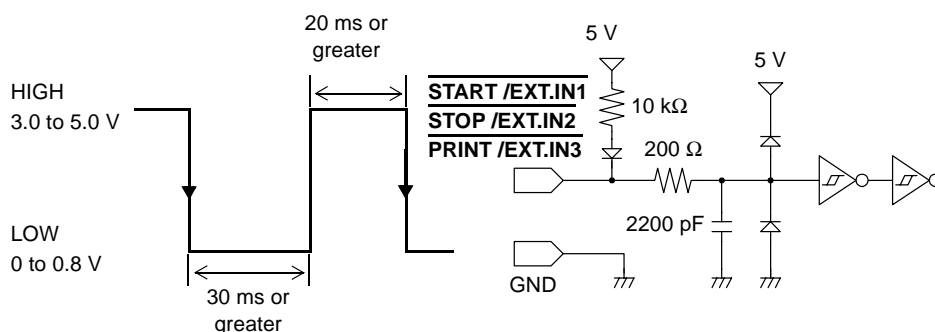 20 ms or
greater
HIGH
3.0 to 5.0 V
LOW
0 to 0.8 V
30 ms or
greater
START /EXT.IN1
STOP /EXT.IN2
PRINT /EXT.IN3
5 V
10 kΩ
200 Ω
5 V
2200 pF
GND